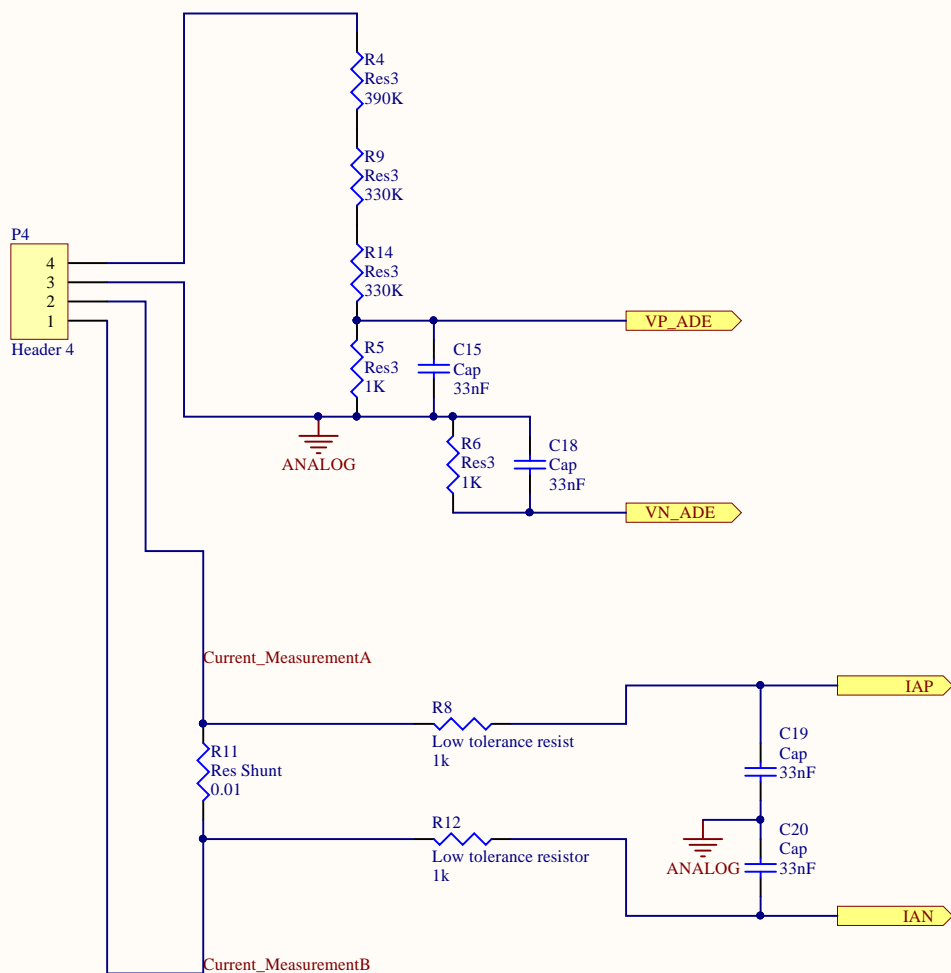 R4
Res3
390K
R9
Res3
330K
P4
R14
Res3
330K
4
3
2
1
Header 4
VP_ADE
R5
Res3
1K
C15
Cap
33nF
ANALOG
R6
Res3
1K
C18
Cap
33nF
VN_ADE
Current_MeasurementA
IAP
R8
Low tolerance resist
1k
R11
Res Shunt
0.01
C19
Cap
33nF
R12
Low tolerance resistor
1k
ANALOG
C20
Cap
33nF
IAN
Current_MeasurementB